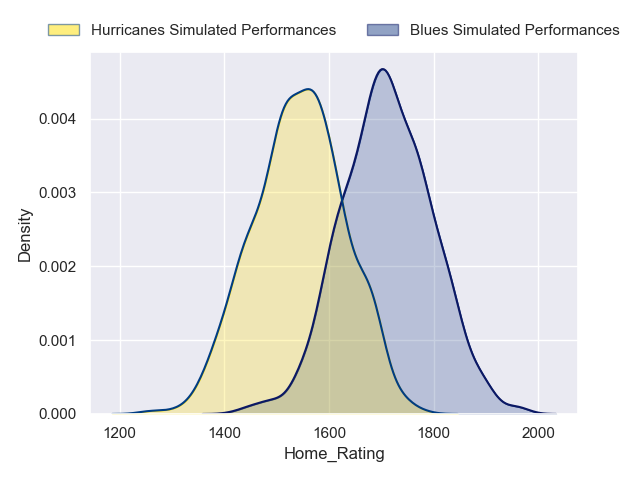 Hurricanes Simulated Performances Blues Simulated Performances
0.004
0.003
0.002
0.001
0.000
Density
1200 1400 1600 1800 2000
Home_Rating